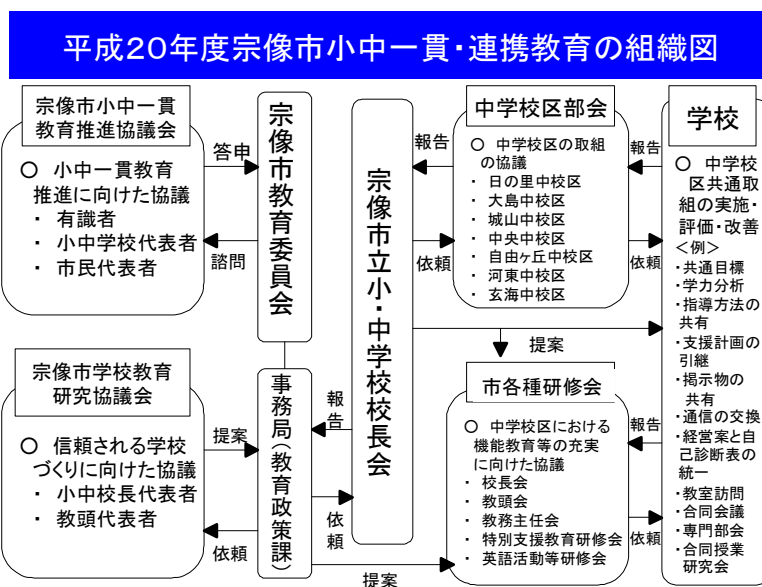 平成20年度宗像市小中一貫・連携教育の組織図
宗像市小中一貫
教育推進協議会
○ 小中一貫教育
推進に向けた協議
・ 有識者
・ 小中学校代表者
・ 市民代表者
答申
諮問
宗像市教育委員会
宗像市学校教育
研究協議会
○ 信頼される学校
づくりに向けた協議
・ 小中校長代表者
・ 教頭代表者
提案
依頼
事務局(教育政策課)
報告
依頼
宗像市立小・中学校校長会
報告
依頼
中学校区部会
○ 中学校区の取組
の協議
・ 日の里中校区
・ 大島中校区
・ 城山中校区
・ 中央中校区
・ 自由ヶ丘中校区
・ 河東中校区
・ 玄海中校区
報告
依頼
提案
市各種研修会
○ 中学校区における
機能教育等の充実
に向けた協議
・ 校長会
・ 教頭会
・ 教務主任会
・ 特別支援教育研修会
・ 英語活動等研修会
報告
依頼
提案
学校
○ 中学校
区共通取
組の実施・
評価・改善
<例>
・共通目標
・学力分析
・指導方法の
共有
・支援計画の
引継
・掲示物の
共有
・通信の交換
・経営案と自
己診断表の
統一
・教室訪問
・合同会議
・専門部会
・合同授業
研究会